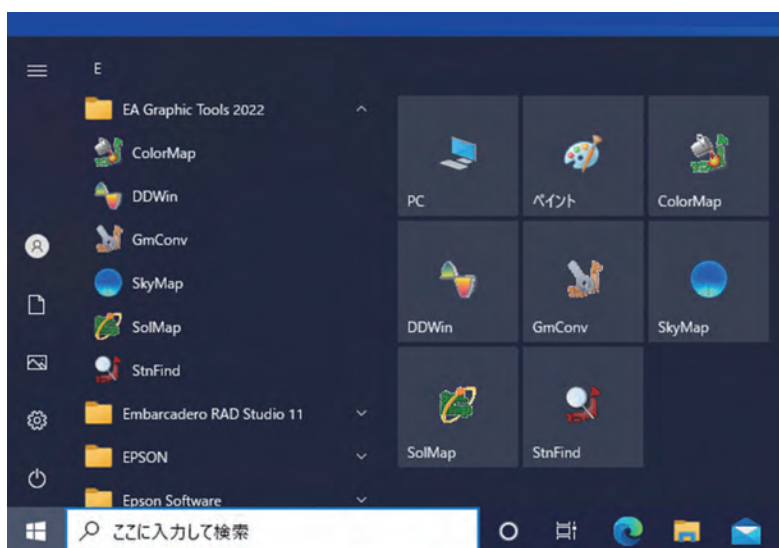 E
EA Graphic Tools 2022
ColorMap
DDWin
GmConv
SkyMap
SolMap
StnFind
Embarcadero RAD Studio 11
EPSON
Epson Software
PC
ペイント
ColorMap
DDWin
GmConv
SkyMap
SolMap
StnFind
ここに入力して検索